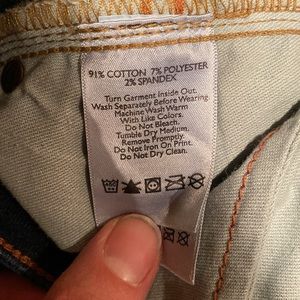 91% COTTON 7% POLYESTER
2% SPANDEX
Turn Garment Inside Out.
Wash Separately Before Wearing.
Machine Wash Warm
With Like Colors.
Do Not Bleach.
Tumble Dry Medium.
Remove Promptly.
Do Not Iron On Print.
Do Not Dry Clean.